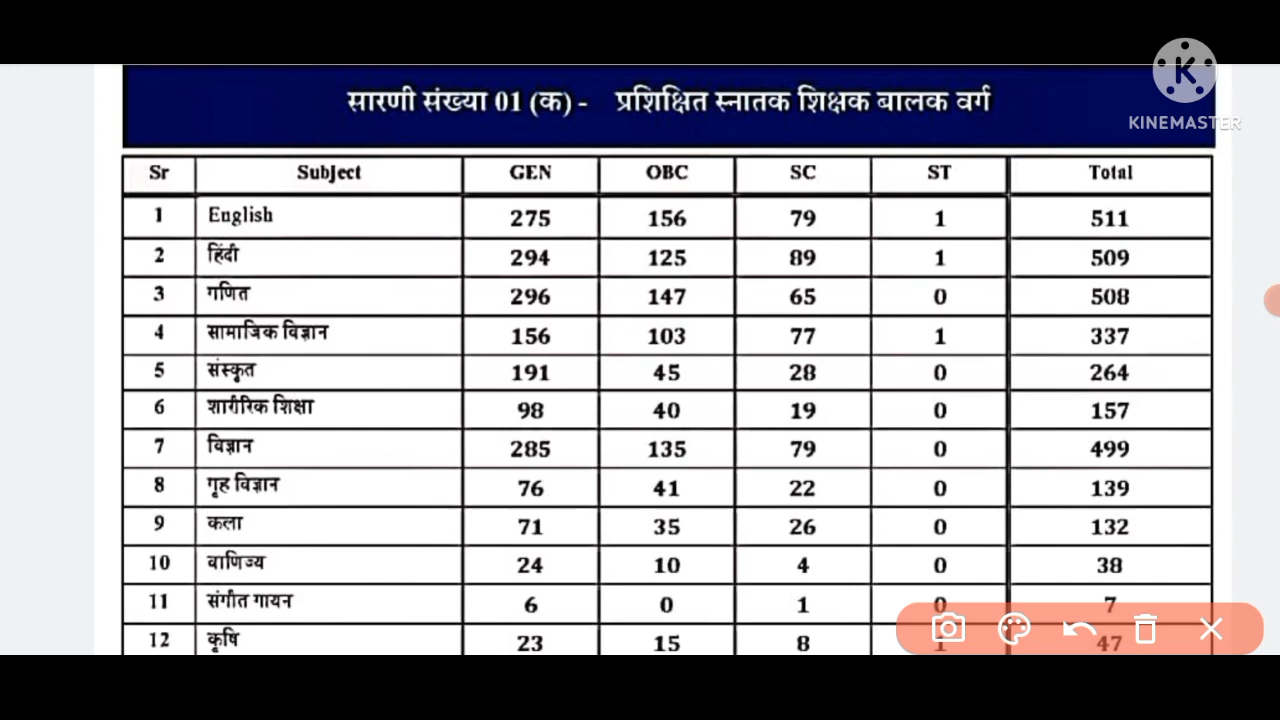 सारणी संख्या 01 (क) - प्रशिक्षित स्नातक शिक्षक बालक वर्ग
KINEMASTER
Sr Subject GEN OBC SC ST Total
1 English 275 156 79 1 511
2 हिंदी 294 125 89 1 509
3 गणित 296 147 65 0 508
4 सामाजिक विज्ञान 156 103 77 1 337
5 संस्कृत 191 45 28 0 264
6 शारीरिक शिक्षा 98 40 19 0 157
7 विज्ञान 285 135 79 0 499
8 गृह विज्ञान 76 41 22 0 139
9 कला 71 35 26 0 132
10 वाणिज्य 24 10 4 0 38
11 संगीत गायन 6 0 1 0 7
12 कृषि 23 15 8 1 47